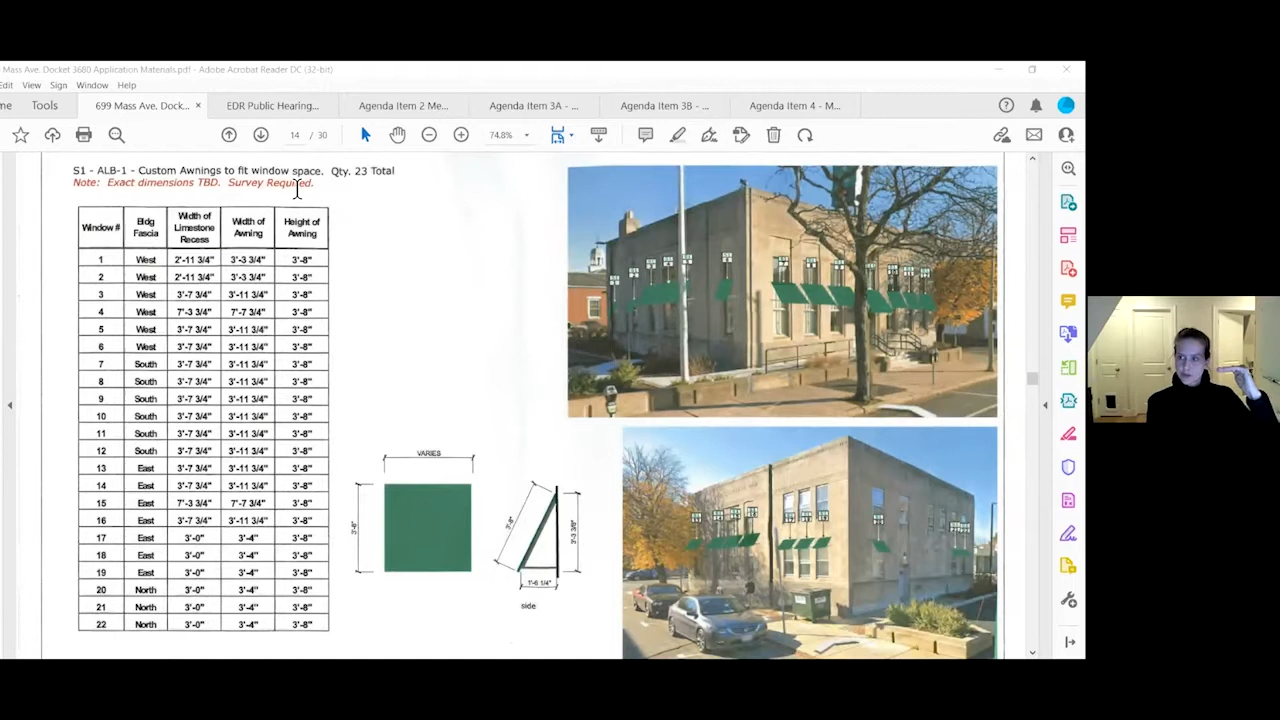 Mass Ave. Docket 3660 Application Materials.pdf - Adobe Acrobat Reader DC (32-bit)
Edit View Sign Window Help
me Tools 699 Mass Ave. Dock... × EDR Public Hearing... Agenda Item 2 Me... Agenda Item 3A - ... Agenda Item 3B - ... Agenda Item 4 - M...
14 / 30 74.8%
S1 - ALB-1 - Custom Awnings to fit window space. Qty. 23 Total
Note: Exact dimensions TBD. Survey Required.
Window # Bldg Fascia Width of Limestone Recess Width of Awning Height of Awning
1 West 2'-11 3/4" 3'-3 3/4" 3'-8"
2 West 2'-11 3/4" 3'-3 3/4" 3'-8"
3 West 3'-7 3/4" 3'-11 3/4" 3'-8"
4 West 7'-3 3/4" 7'-7 3/4" 3'-8"
5 West 3'-7 3/4" 3'-11 3/4" 3'-8"
6 West 3'-7 3/4" 3'-11 3/4" 3'-8"
7 South 3'-7 3/4" 3'-11 3/4" 3'-8"
8 South 3'-7 3/4" 3'-11 3/4" 3'-8"
9 South 3'-7 3/4" 3'-11 3/4" 3'-8"
10 South 3'-7 3/4" 3'-11 3/4" 3'-8"
11 South 3'-7 3/4" 3'-11 3/4" 3'-8"
12 South 3'-7 3/4" 3'-11 3/4" 3'-8"
13 East 3'-7 3/4" 3'-11 3/4" 3'-8"
14 East 3'-7 3/4" 3'-11 3/4" 3'-8"
15 East 7'-3 3/4" 7'-7 3/4" 3'-8"
16 East 3'-7 3/4" 3'-11 3/4" 3'-8"
17 East 3'-0" 3'-4" 3'-8"
18 East 3'-0" 3'-4" 3'-8"
19 East 3'-0" 3'-4" 3'-8"
20 North 3'-0" 3'-4" 3'-8"
21 North 3'-0" 3'-4" 3'-8"
22 North 3'-0" 3'-4" 3'-8"
VARIES
3'-8"
3'-8"
3'-3 3/8"
1'-6 1/4"
side